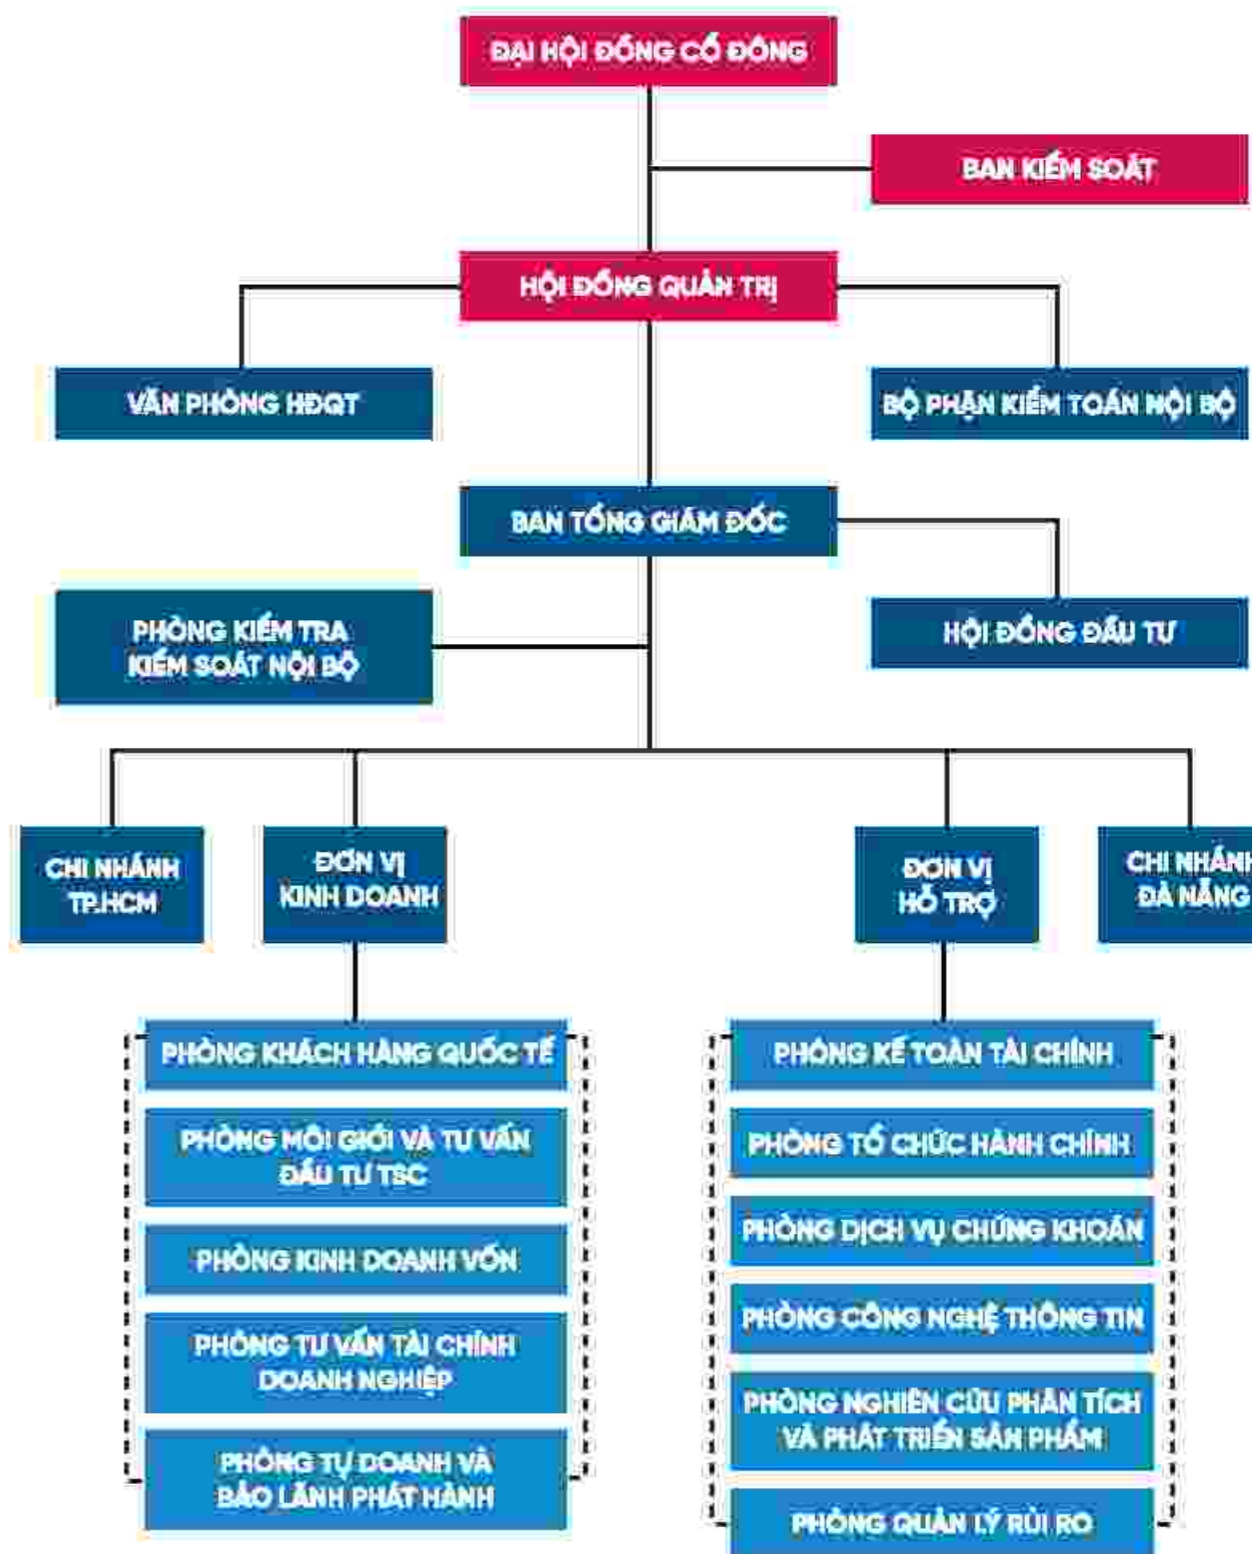 ĐẠI HỘI ĐỒNG CỔ ĐÔNG
BAN KIỂM SOÁT
HỘI ĐỒNG QUẢN TRỊ
VĂN PHÒNG HĐQT
BỘ PHẬN KIỂM TOÁN NỘI BỘ
BAN TỔNG GIÁM ĐỐC
PHÒNG KIỂM TRA
KIỂM SOÁT NỘI BỘ
HỘI ĐỒNG ĐẦU TƯ
CHI NHÁNH
TP.HCM
ĐƠN VỊ
KINH DOANH
ĐƠN VỊ
HỖ TRỢ
CHI NHÁNH
ĐÀ NẴNG
PHÒNG KHÁCH HÀNG QUỐC TẾ
PHÒNG MÔI GIỚI VÀ TƯ VẤN
ĐẦU TƯ TSC
PHÒNG KINH DOANH VỐN
PHÒNG TƯ VẤN TÀI CHÍNH
DOANH NGHIỆP
PHÒNG TỰ DOANH VÀ
BẢO LÃNH PHÁT HÀNH
PHÒNG KẾ TOÁN TÀI CHÍNH
PHÒNG TỔ CHỨC HÀNH CHÍNH
PHÒNG DỊCH VỤ CHỨNG KHOÁN
PHÒNG CÔNG NGHỆ THÔNG TIN
PHÒNG NGHIÊN CỨU PHÂN TÍCH
VÀ PHÁT TRIỂN SẢN PHẨM
PHÒNG QUẢN LÝ RỦI RO